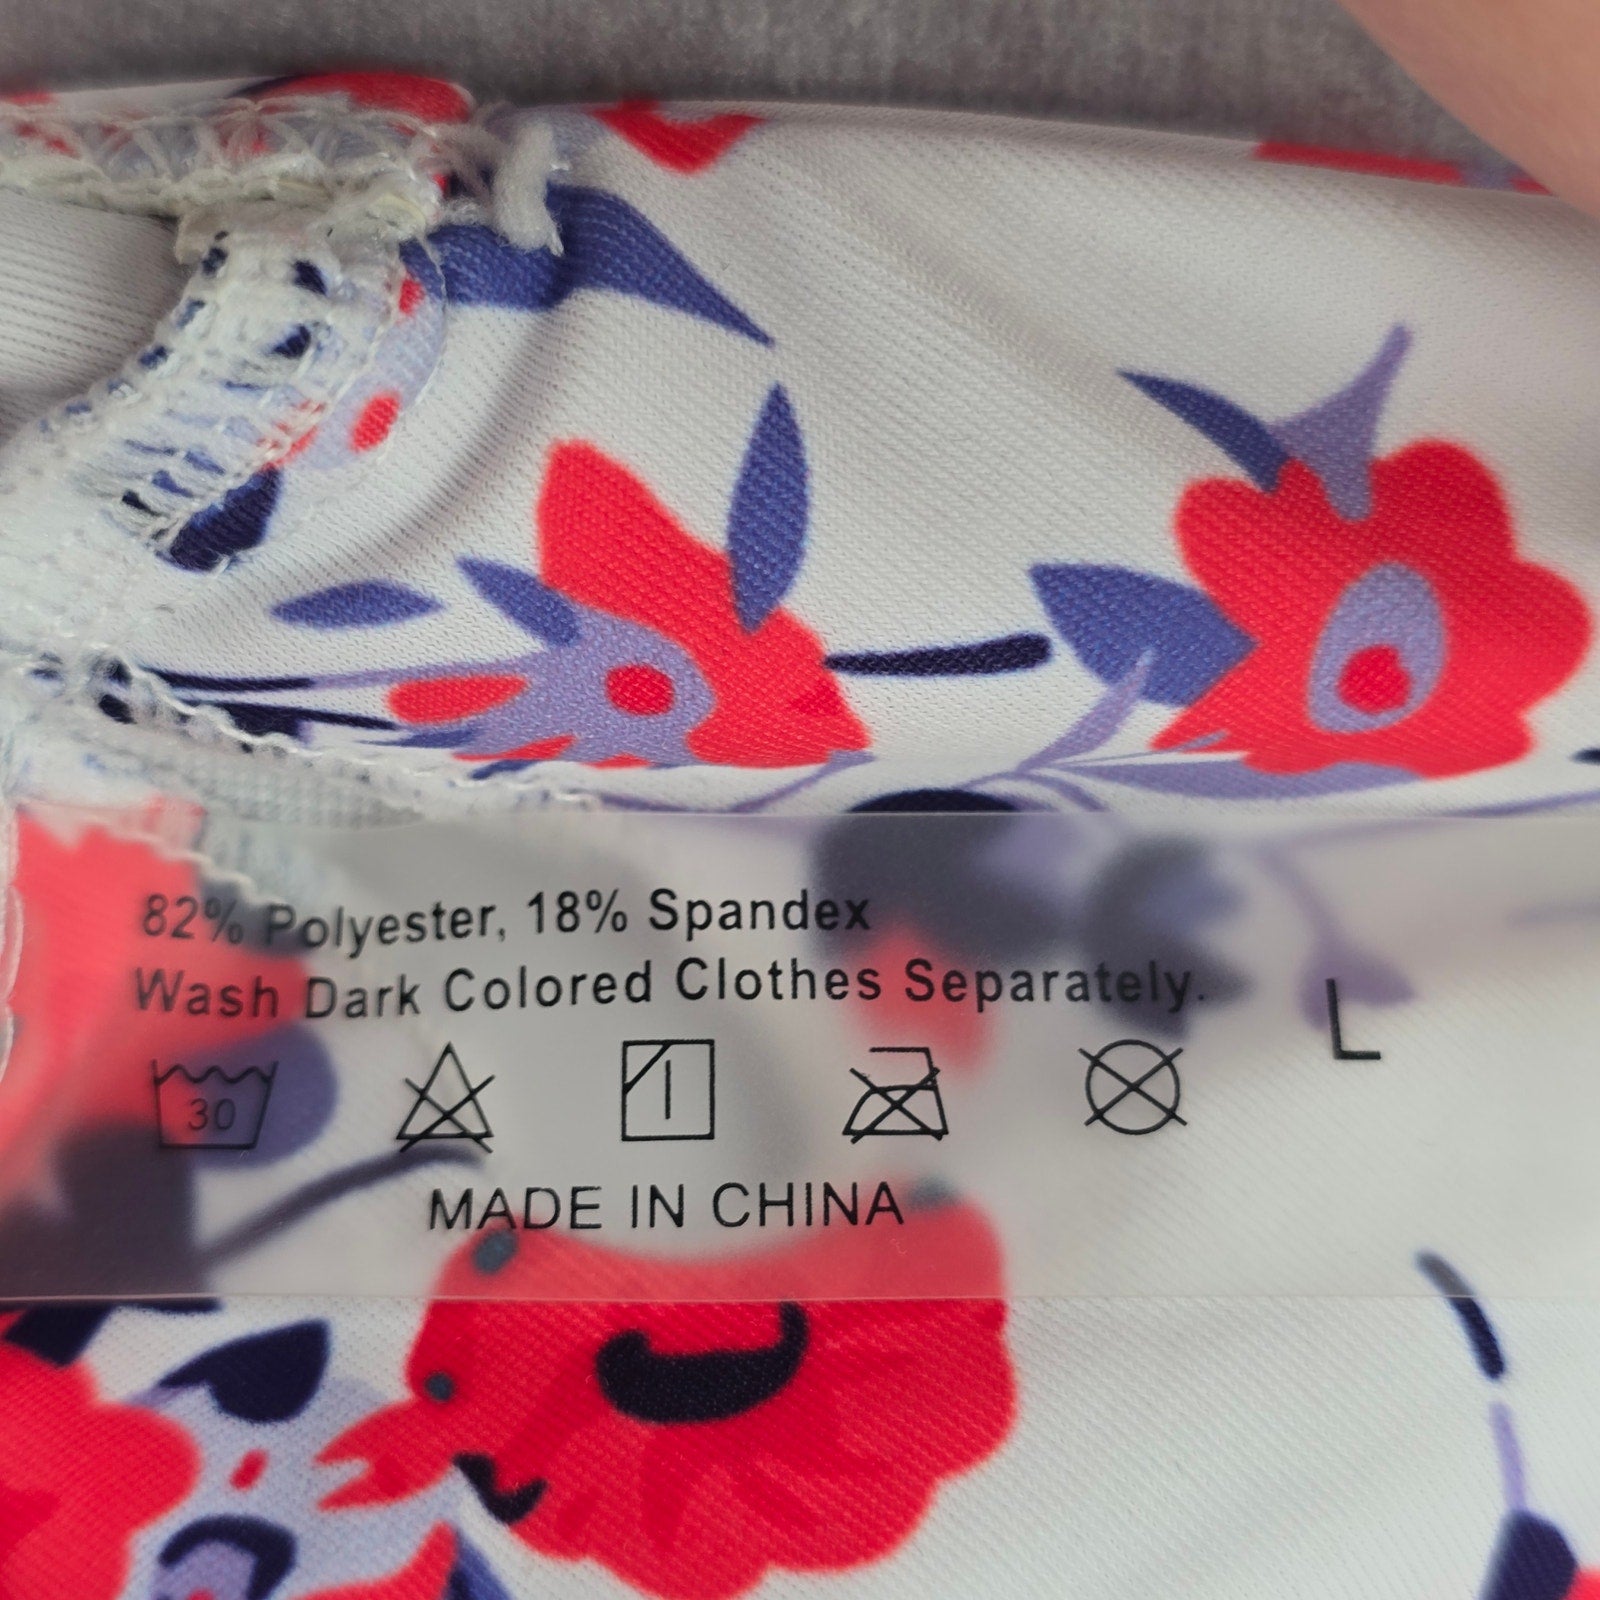 82% Polyester, 18% Spandex
Wash Dark Colored Clothes Separately.
L
30
MADE IN CHINA